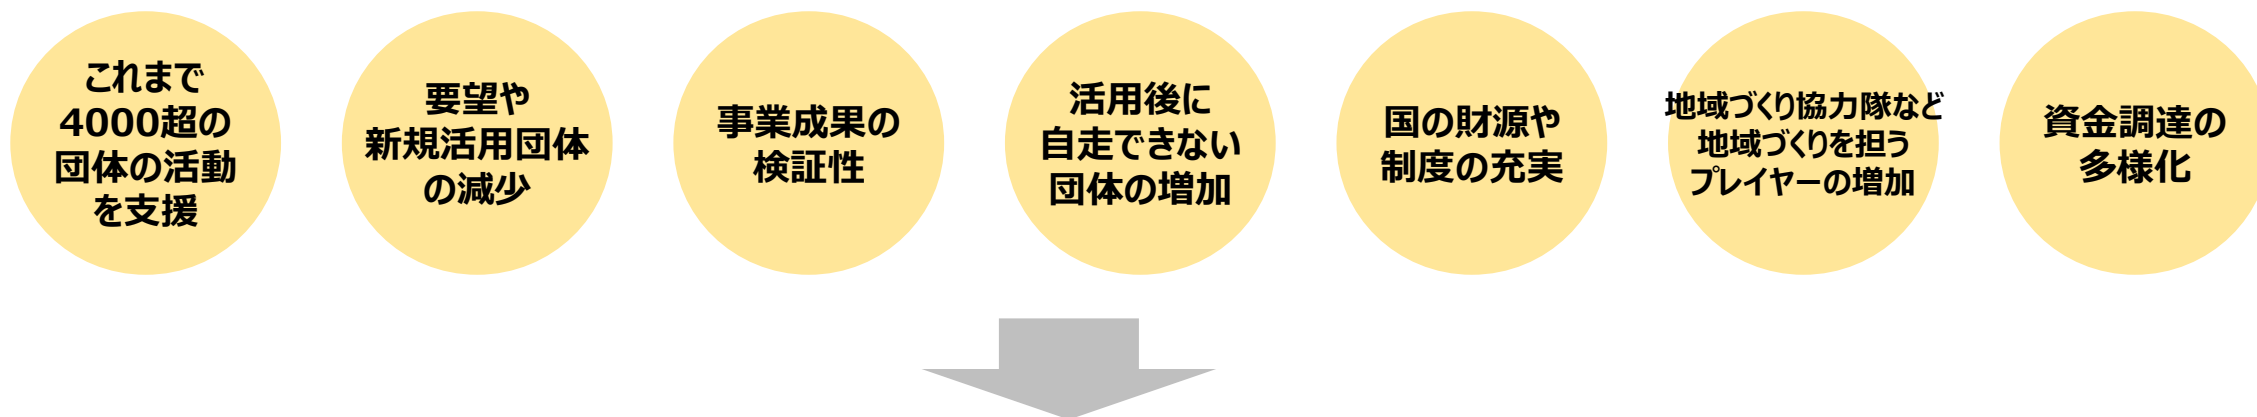 これまで
4000超の
団体の活動
を支援
要望や
新規活用団体
の減少
事業成果の
検証性
活用後に
自走できない
団体の増加
国の財源や
制度の充実
地域づくり協力隊など
地域づくりを担う
プレイヤーの増加
資金調達の
多様化